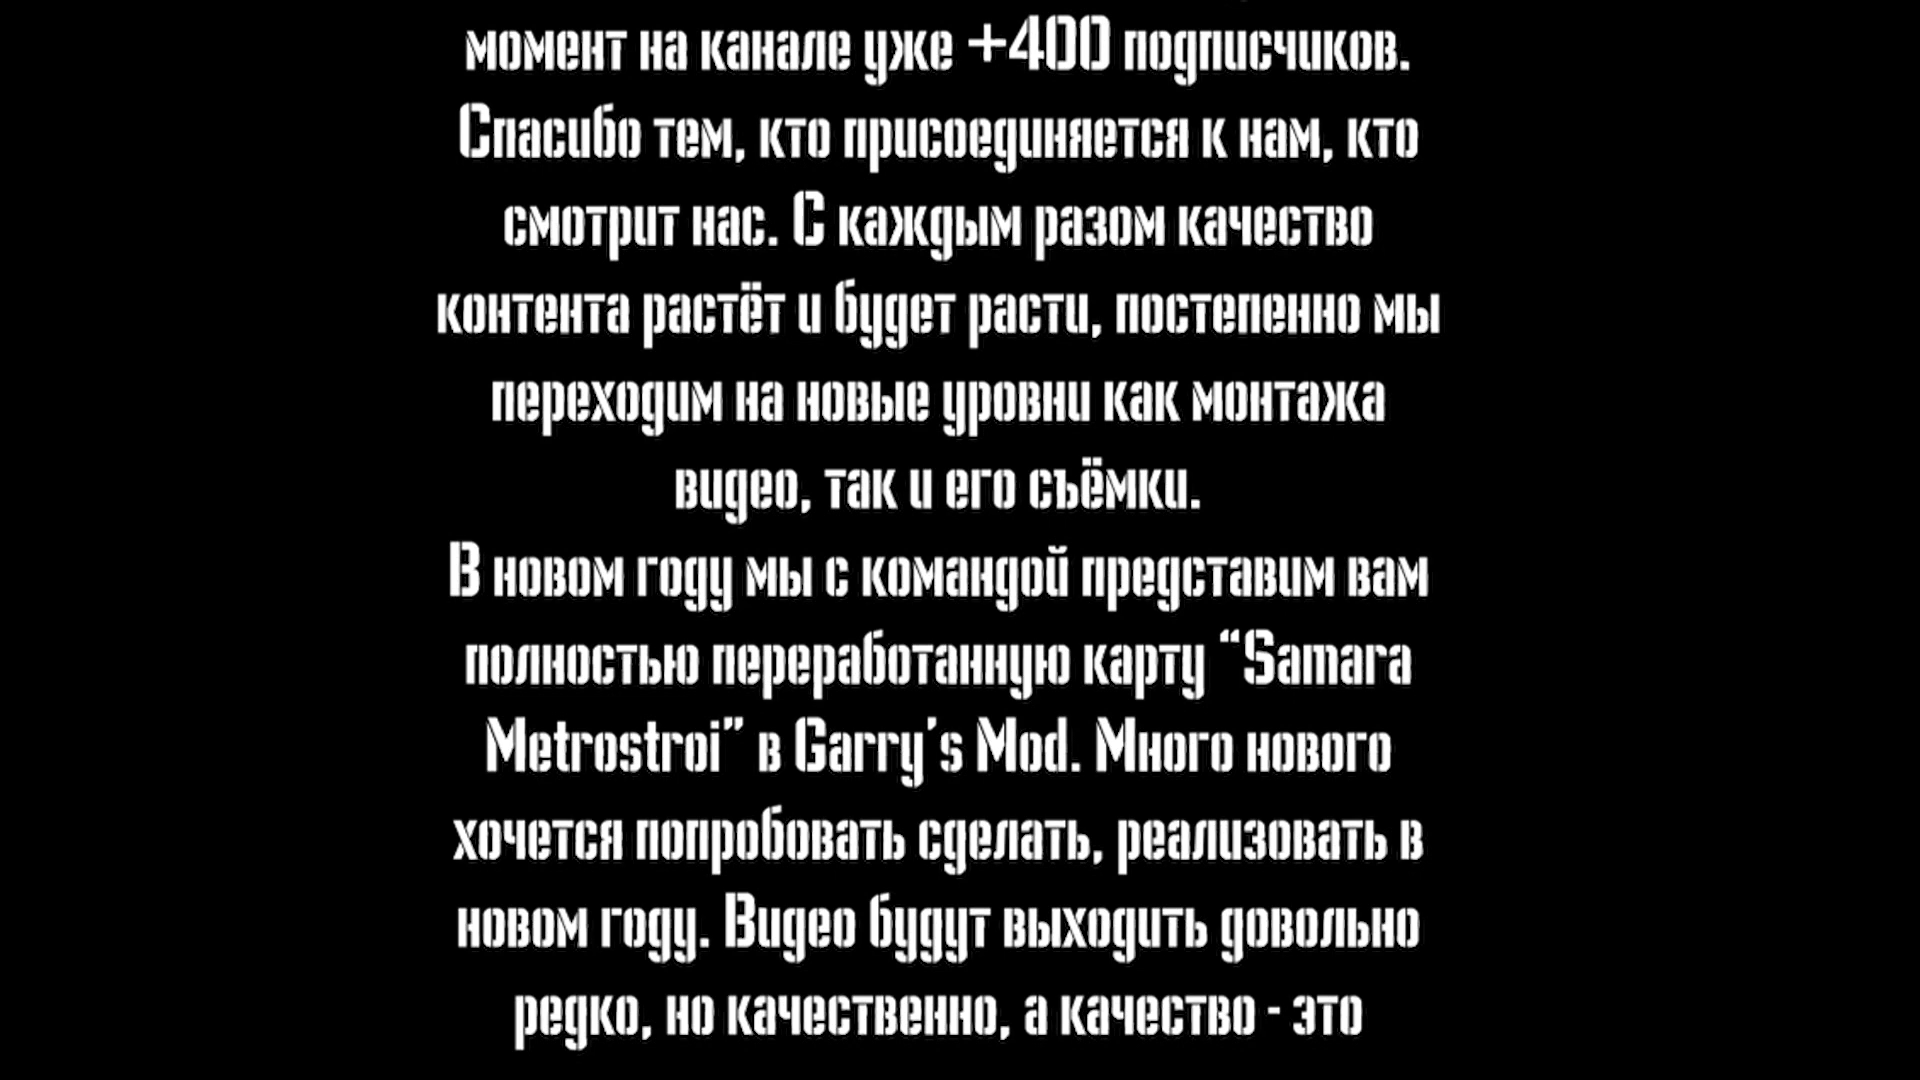 момент на канале уже +400 подписчиков.
Спасибо тем, кто присоединяется к нам, кто
смотрит нас. С каждым разом качество
контента растёт и будет расти, постепенно мы
переходим на новые уровни как монтажа
видео, так и его съёмки.
В новом году мы с командой представим вам
полностью переработанную карту “Samara
Metrostroi” в Garry’s Mod. Много нового
хочется попробовать сделать, реализовать в
новом году. Видео будут выходить довольно
редко, но качественно, а качество - это